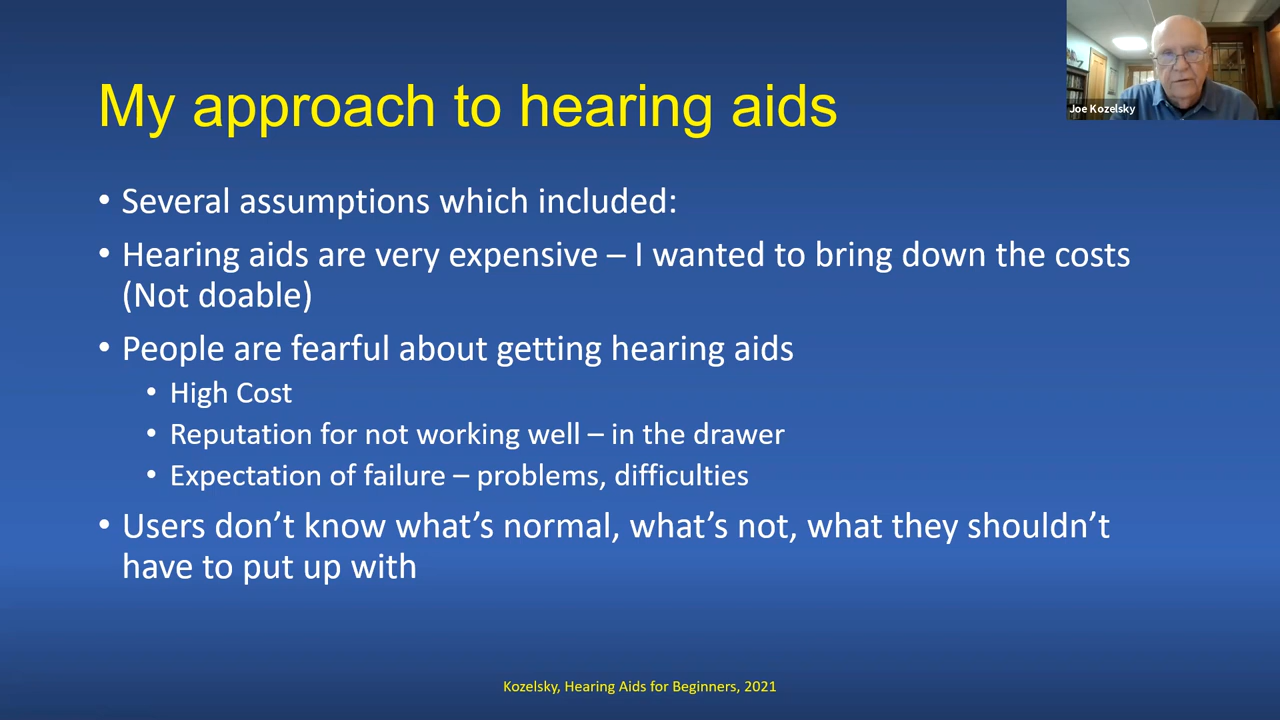 Joe Kozelsky
My approach to hearing aids
• Several assumptions which included:
• Hearing aids are very expensive – I wanted to bring down the costs
(Not doable)
• People are fearful about getting hearing aids
• High Cost
• Reputation for not working well – in the drawer
• Expectation of failure – problems, difficulties
• Users don’t know what’s normal, what’s not, what they shouldn’t
have to put up with
Kozelsky, Hearing Aids for Beginners, 2021